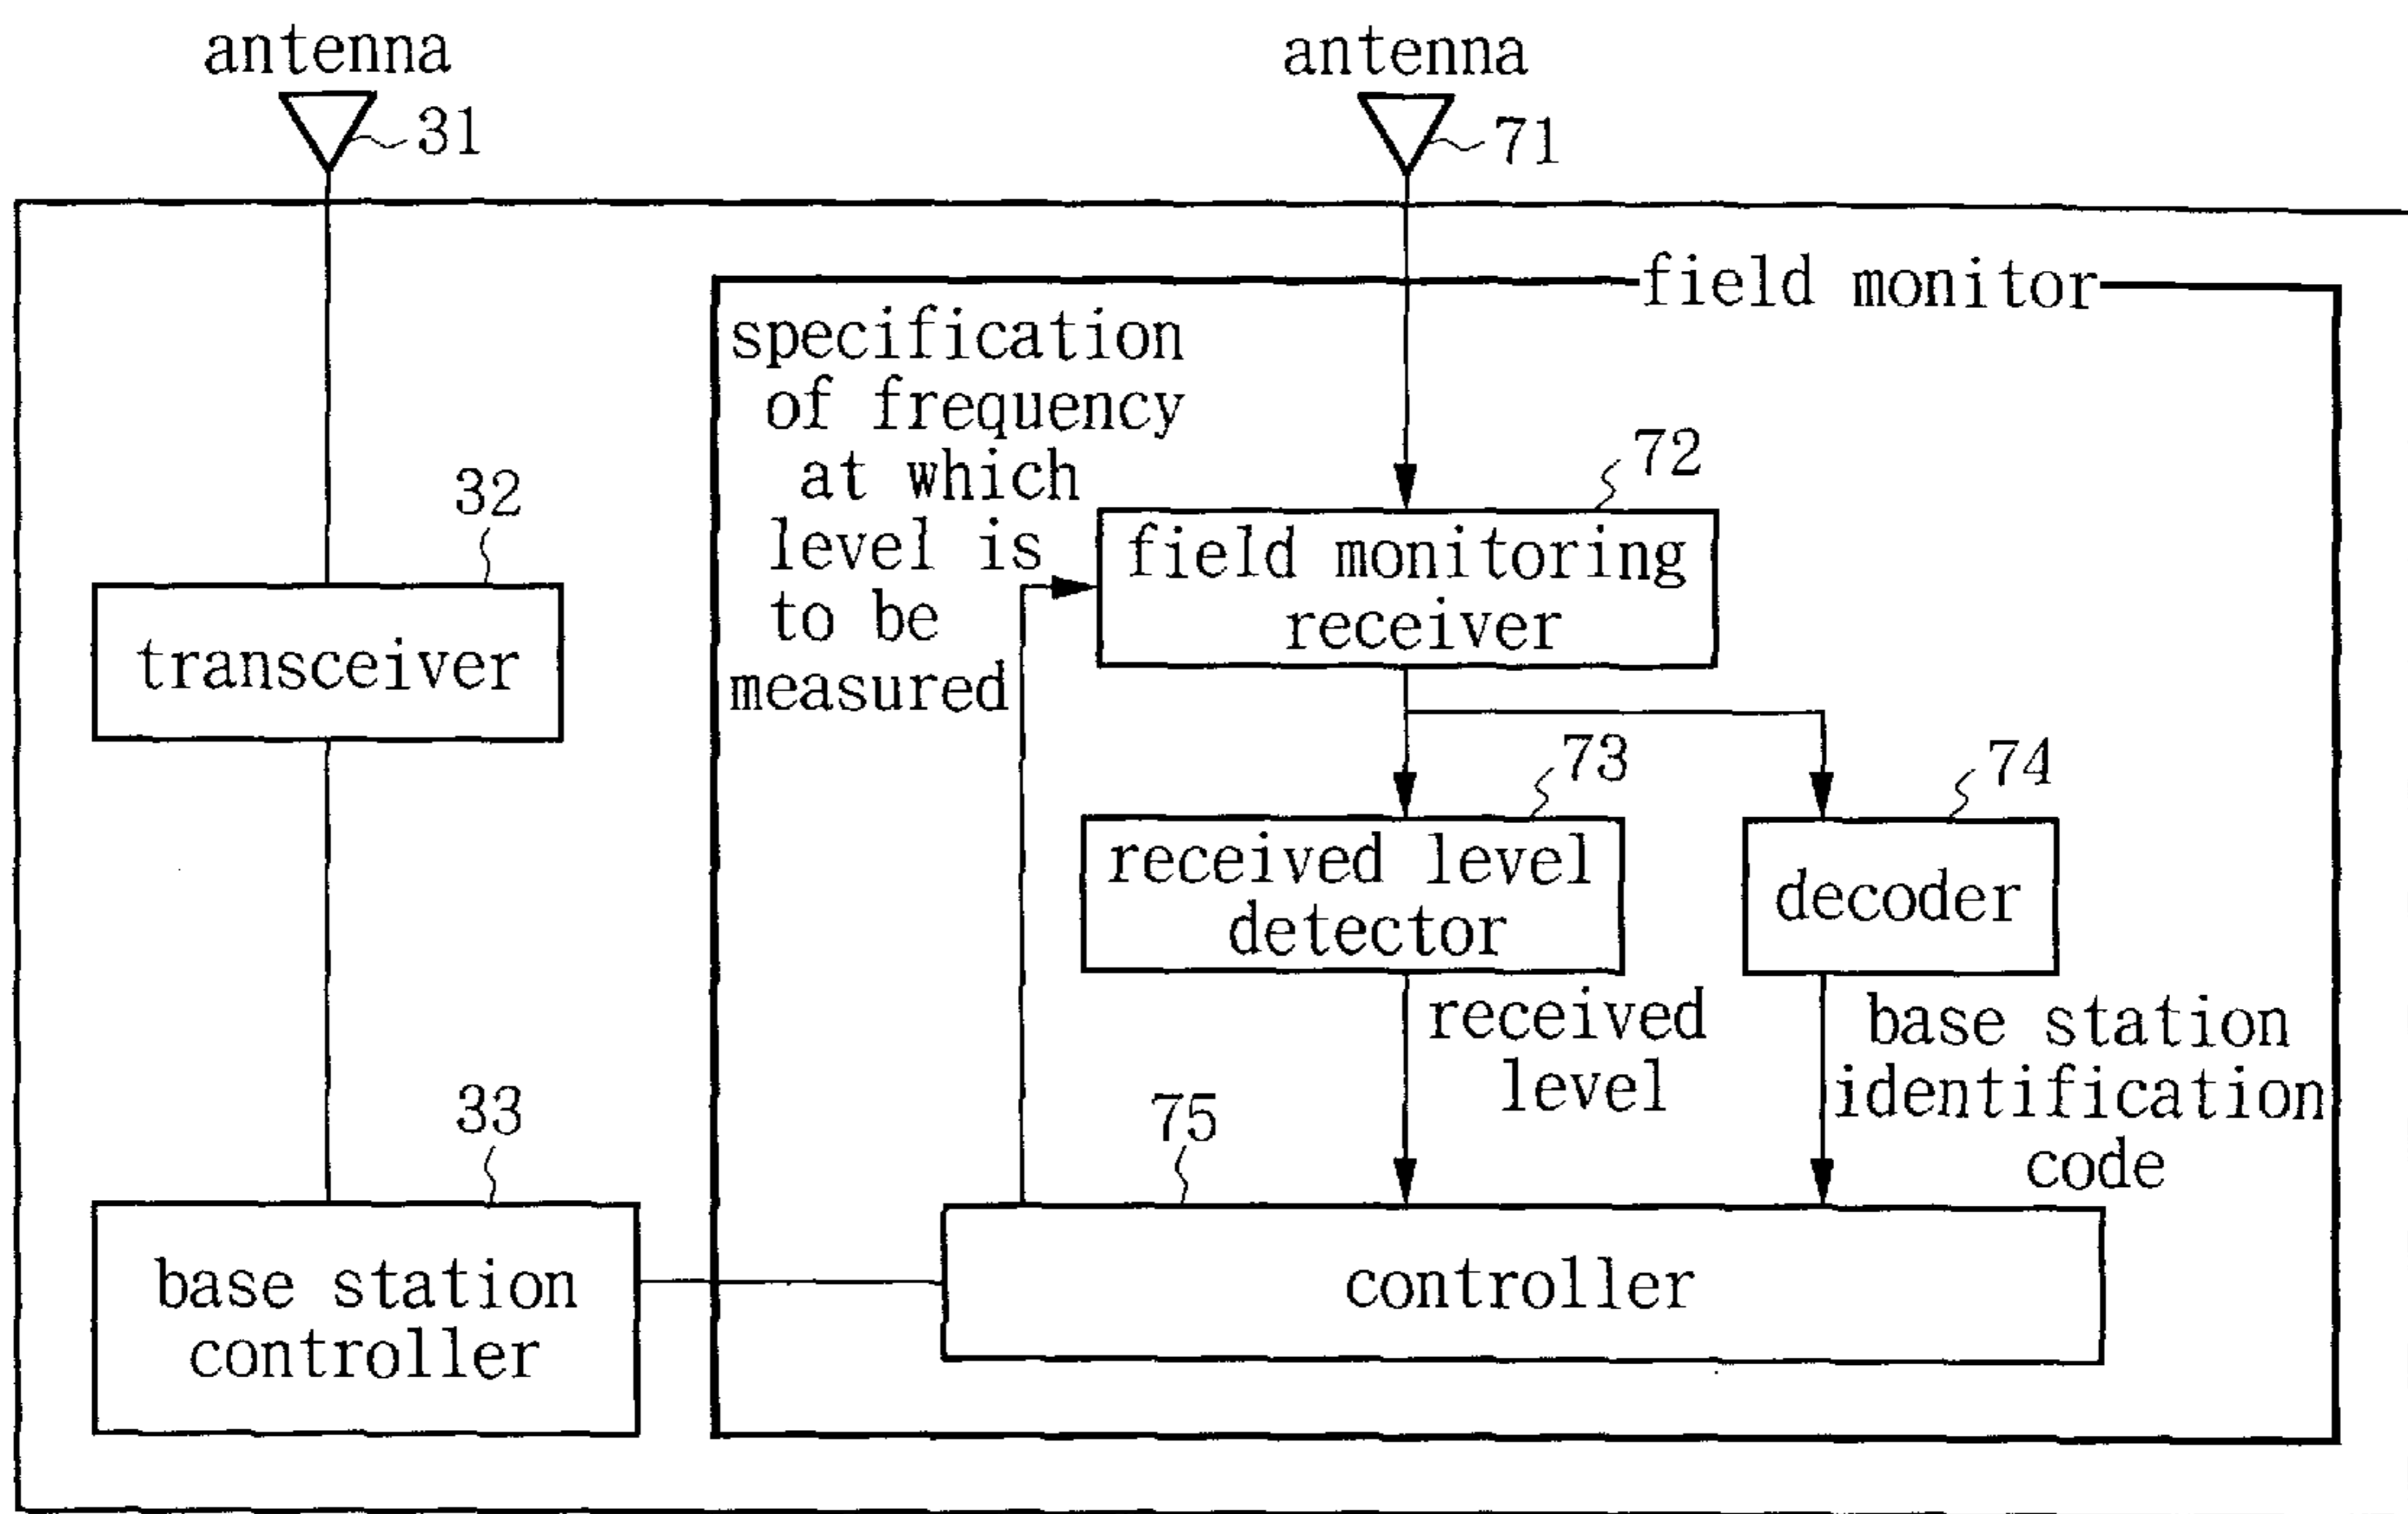 antenna
31
antenna
71
field monitor
specification
of frequency
at which
level is
to be
measured
32
transceiver
72
field monitoring
receiver
73
received level
detector
74
decoder
received
level
base station
identification
code
33
base station
controller
75
controller